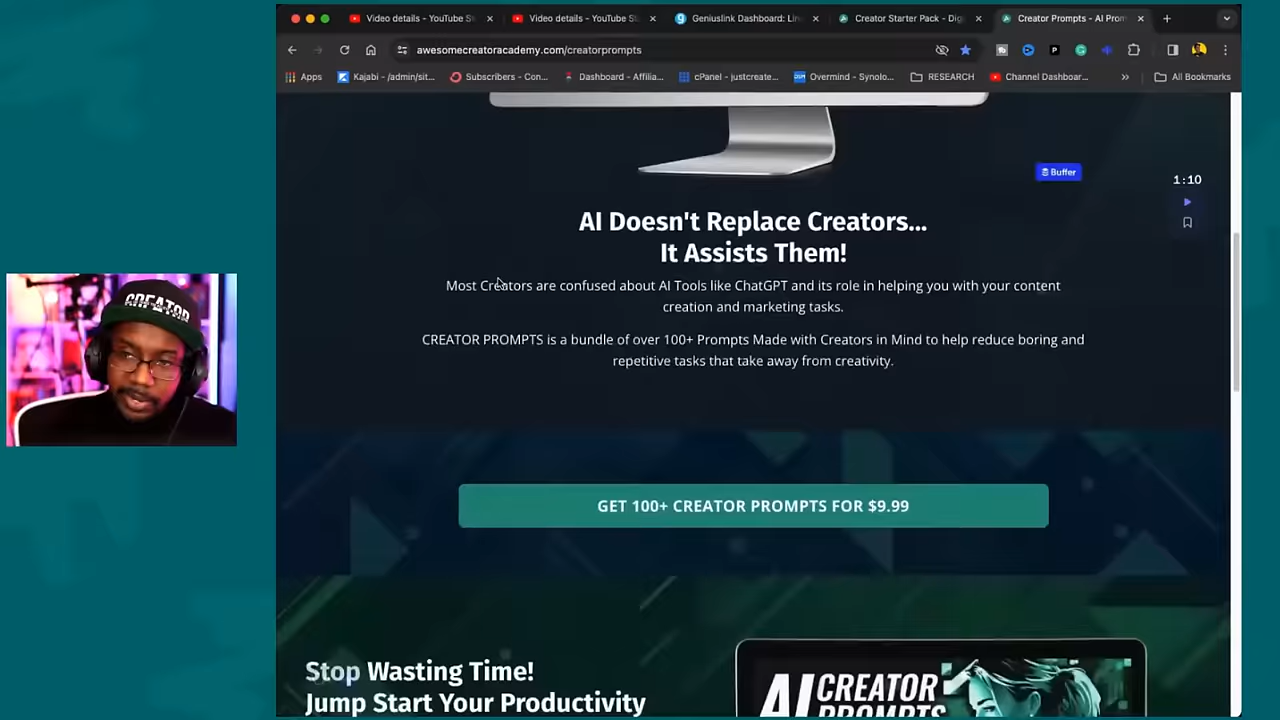 Video details - YouTube S
Video details - YouTube S
Geniuslink Dashboard: Lin
Creator Starter Pack - Dig
Creator Prompts - AI Prom
awesomecreatoracademy.com/creatorprompts
Apps
Kajabi - /admin/sit...
Subscribers - Con...
Dashboard - Affilia...
cPanel - justcreate...
Overmind - Synolo...
RESEARCH
Channel Dashboar...
All Bookmarks
Buffer
1:10
AI Doesn't Replace Creators...
It Assists Them!
Most Creators are confused about AI Tools like ChatGPT and its role in helping you with your content
creation and marketing tasks.
CREATOR PROMPTS is a bundle of over 100+ Prompts Made with Creators in Mind to help reduce boring and
repetitive tasks that take away from creativity.
GET 100+ CREATOR PROMPTS FOR $9.99
Stop Wasting Time!
Jump Start Your Productivity
AI CREATOR
PROMPTS
CREATOR